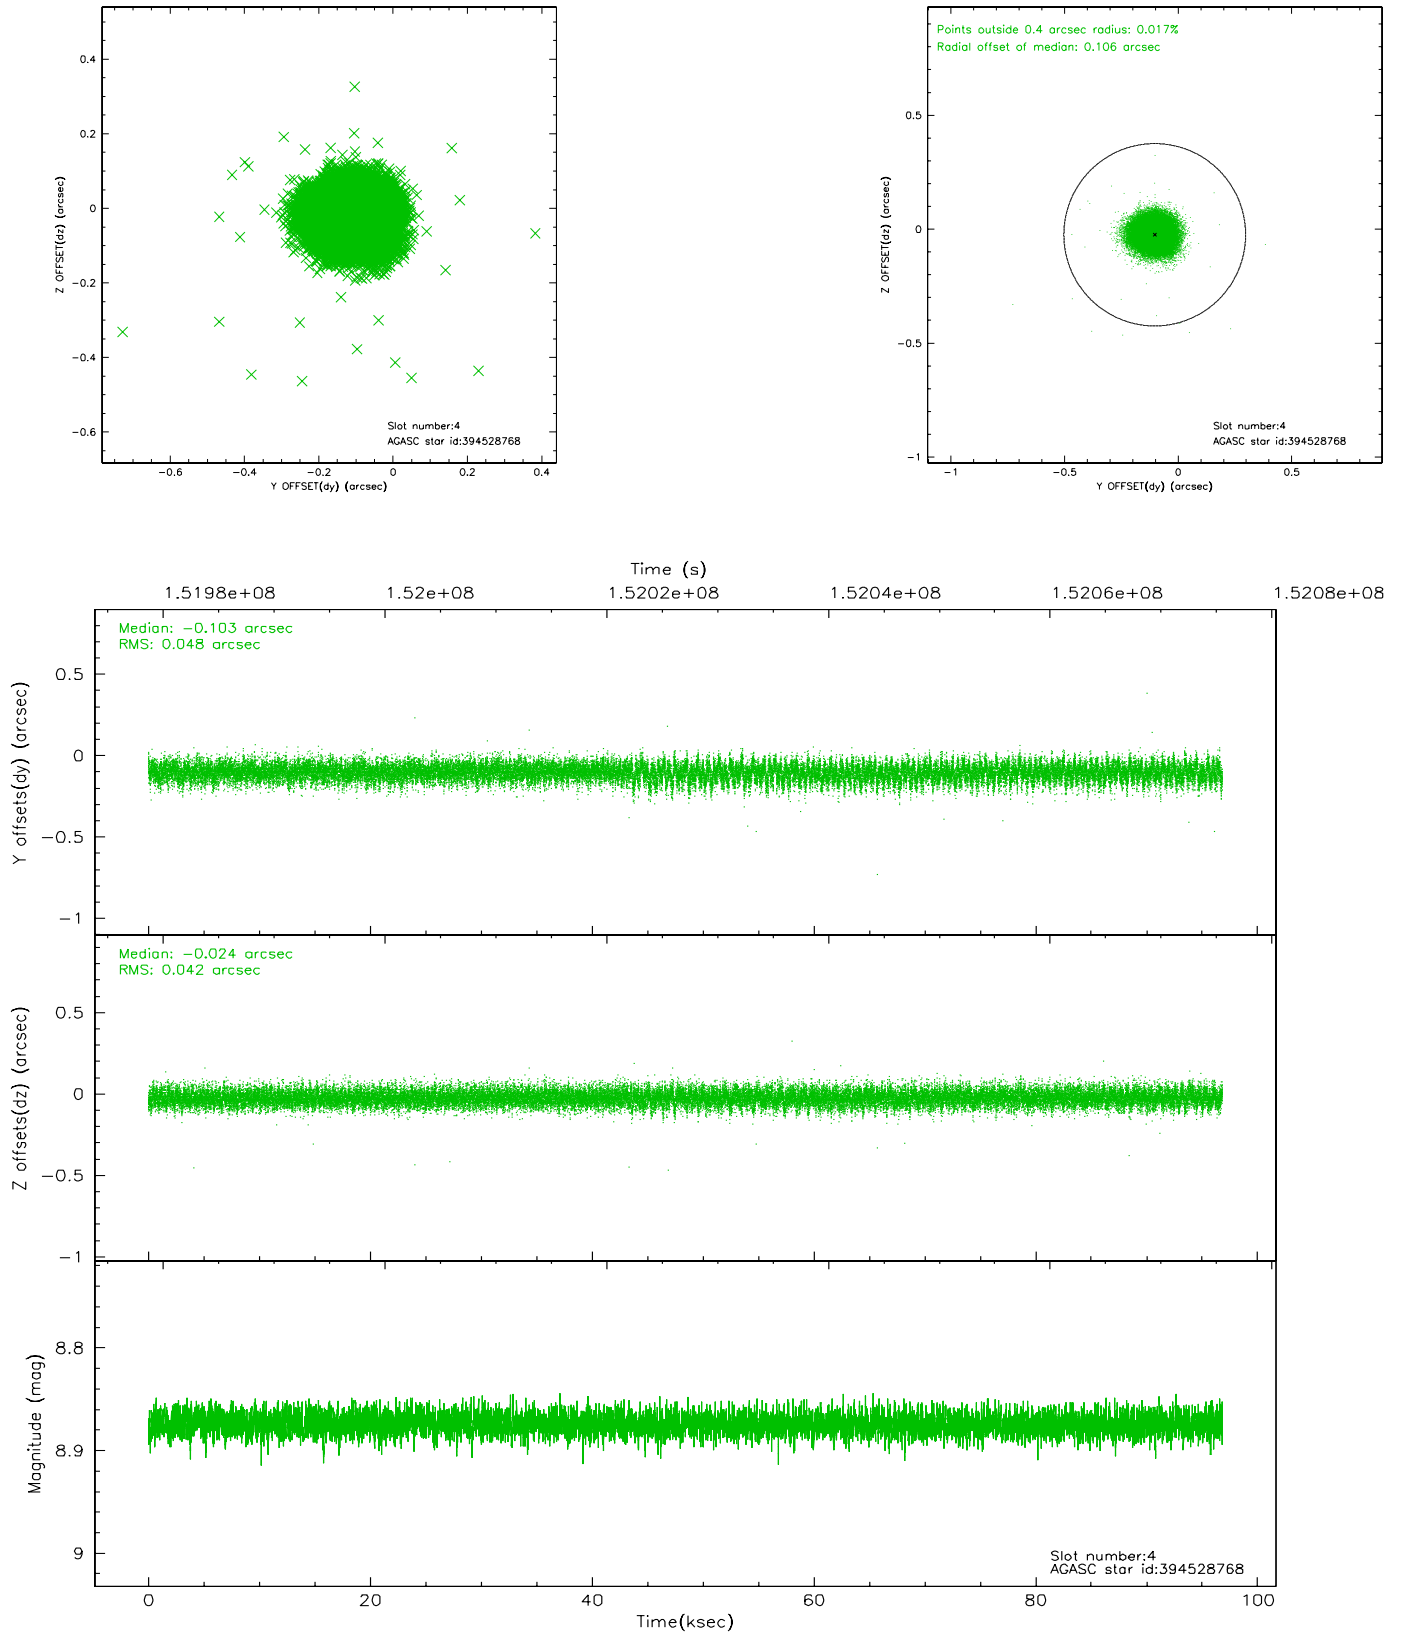 Points outside 0.4 arcsec radius: 0.017%
Radial offset of median: 0.106 arcsec
0.4
0.2
0
−0.2
−0.4
−0.6
Z OFFSET(dz) (arcsec)
−0.6 −0.4 −0.2 0 0.2 0.4
Y OFFSET(dy) (arcsec)
Slot number:4
AGASC star id:394528768
0.5
0
−0.5
−1
Z OFFSET(dz) (arcsec)
−1 −0.5 0 0.5
Y OFFSET(dy) (arcsec)
Slot number:4
AGASC star id:394528768
Time (s)
1.5198e+08 1.52e+08 1.5202e+08 1.5204e+08 1.5206e+08 1.5208e+08
Median: −0.103 arcsec
RMS: 0.048 arcsec
0.5
0
−0.5
−1
Y offsets(dy) (arcsec)
Median: −0.024 arcsec
RMS: 0.042 arcsec
0.5
0
−0.5
−1
Z offsets(dz) (arcsec)
8.8
8.9
9
Magnitude (mag)
Slot number:4
AGASC star id:394528768
0 20 40 60 80 100
Time(ksec)